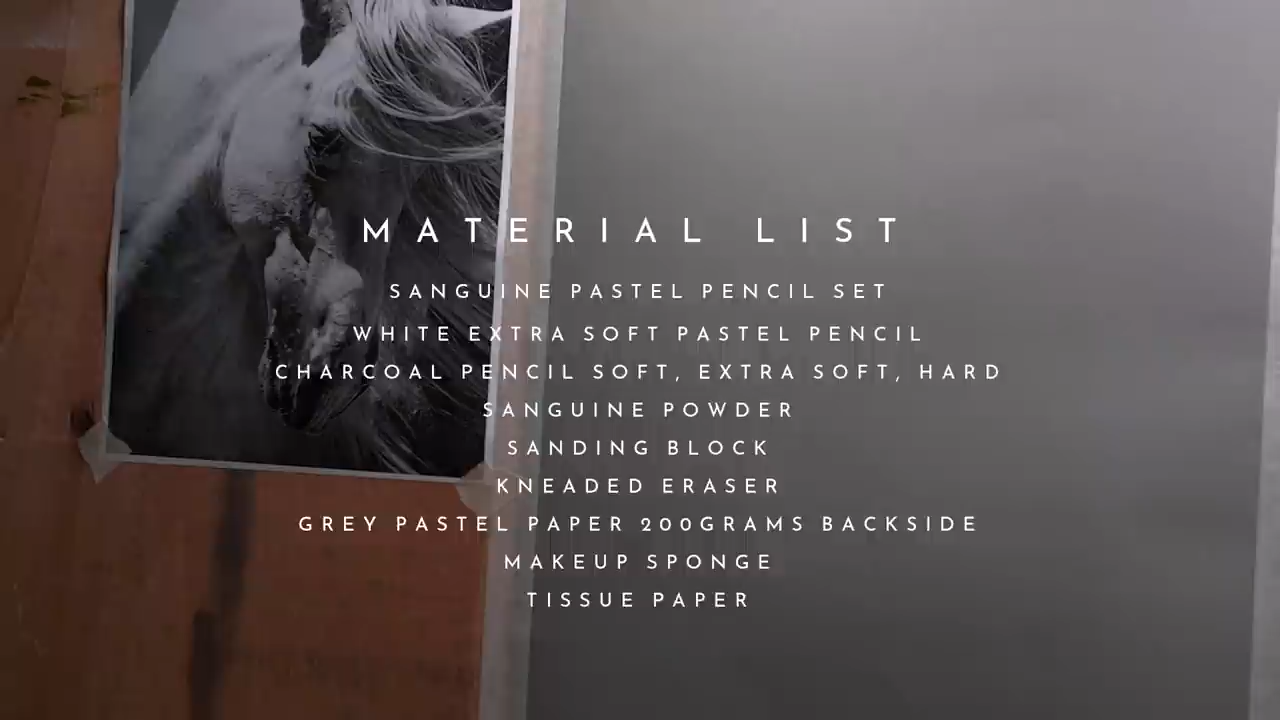 MATERIAL LIST
SANGUINE PASTEL PENCIL SET
WHITE EXTRA SOFT PASTEL PENCIL
CHARCOAL PENCIL SOFT, EXTRA SOFT, HARD
SANGUINE POWDER
SANDING BLOCK
KNEADED ERASER
GREY PASTEL PAPER 200GRAMS BACKSIDE
MAKEUP SPONGE
TISSUE PAPER